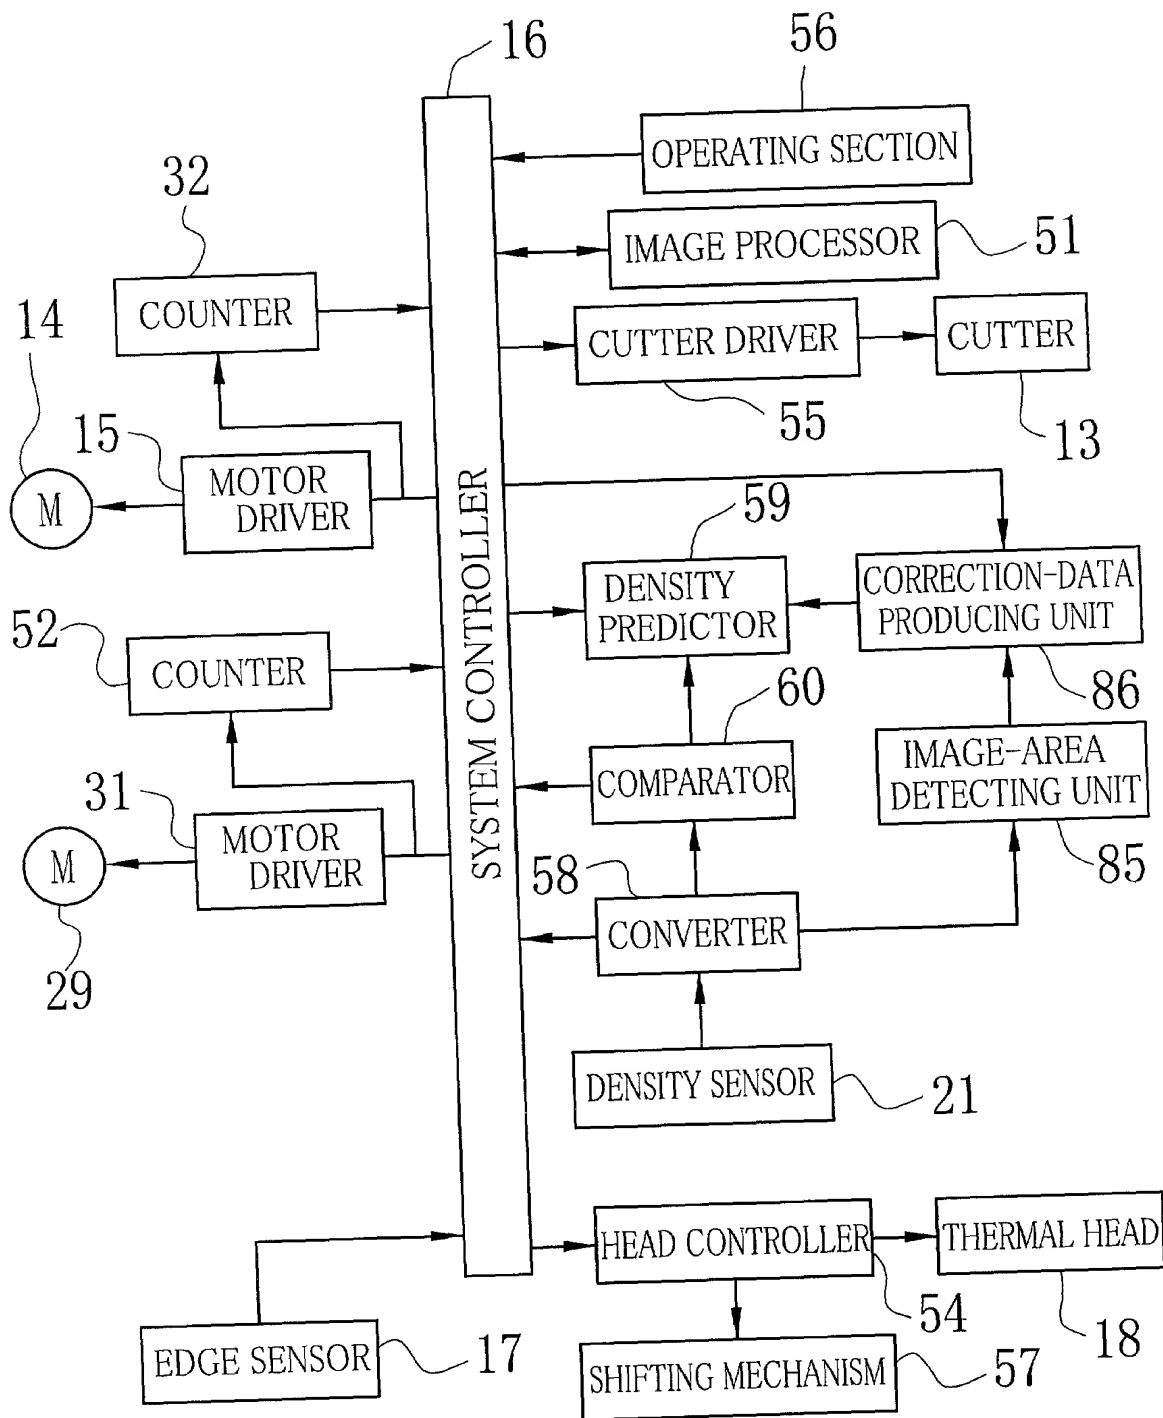 16
56
OPERATING SECTION
32
IMAGE PROCESSOR
51
COUNTER
14
CUTTER DRIVER
CUTTER
55
13
15
M
MOTOR
DRIVER
SYSTEM CONTROLLER
59
DENSITY
PREDICTOR
CORRECTION-DATA
PRODUCING UNIT
52
COUNTER
60
86
COMPARATOR
IMAGE-AREA
DETECTING UNIT
31
M
MOTOR
DRIVER
58
85
CONVERTER
29
DENSITY SENSOR
21
HEAD CONTROLLER
THERMAL HEAD
54
18
EDGE SENSOR
17
SHIFTING MECHANISM
57